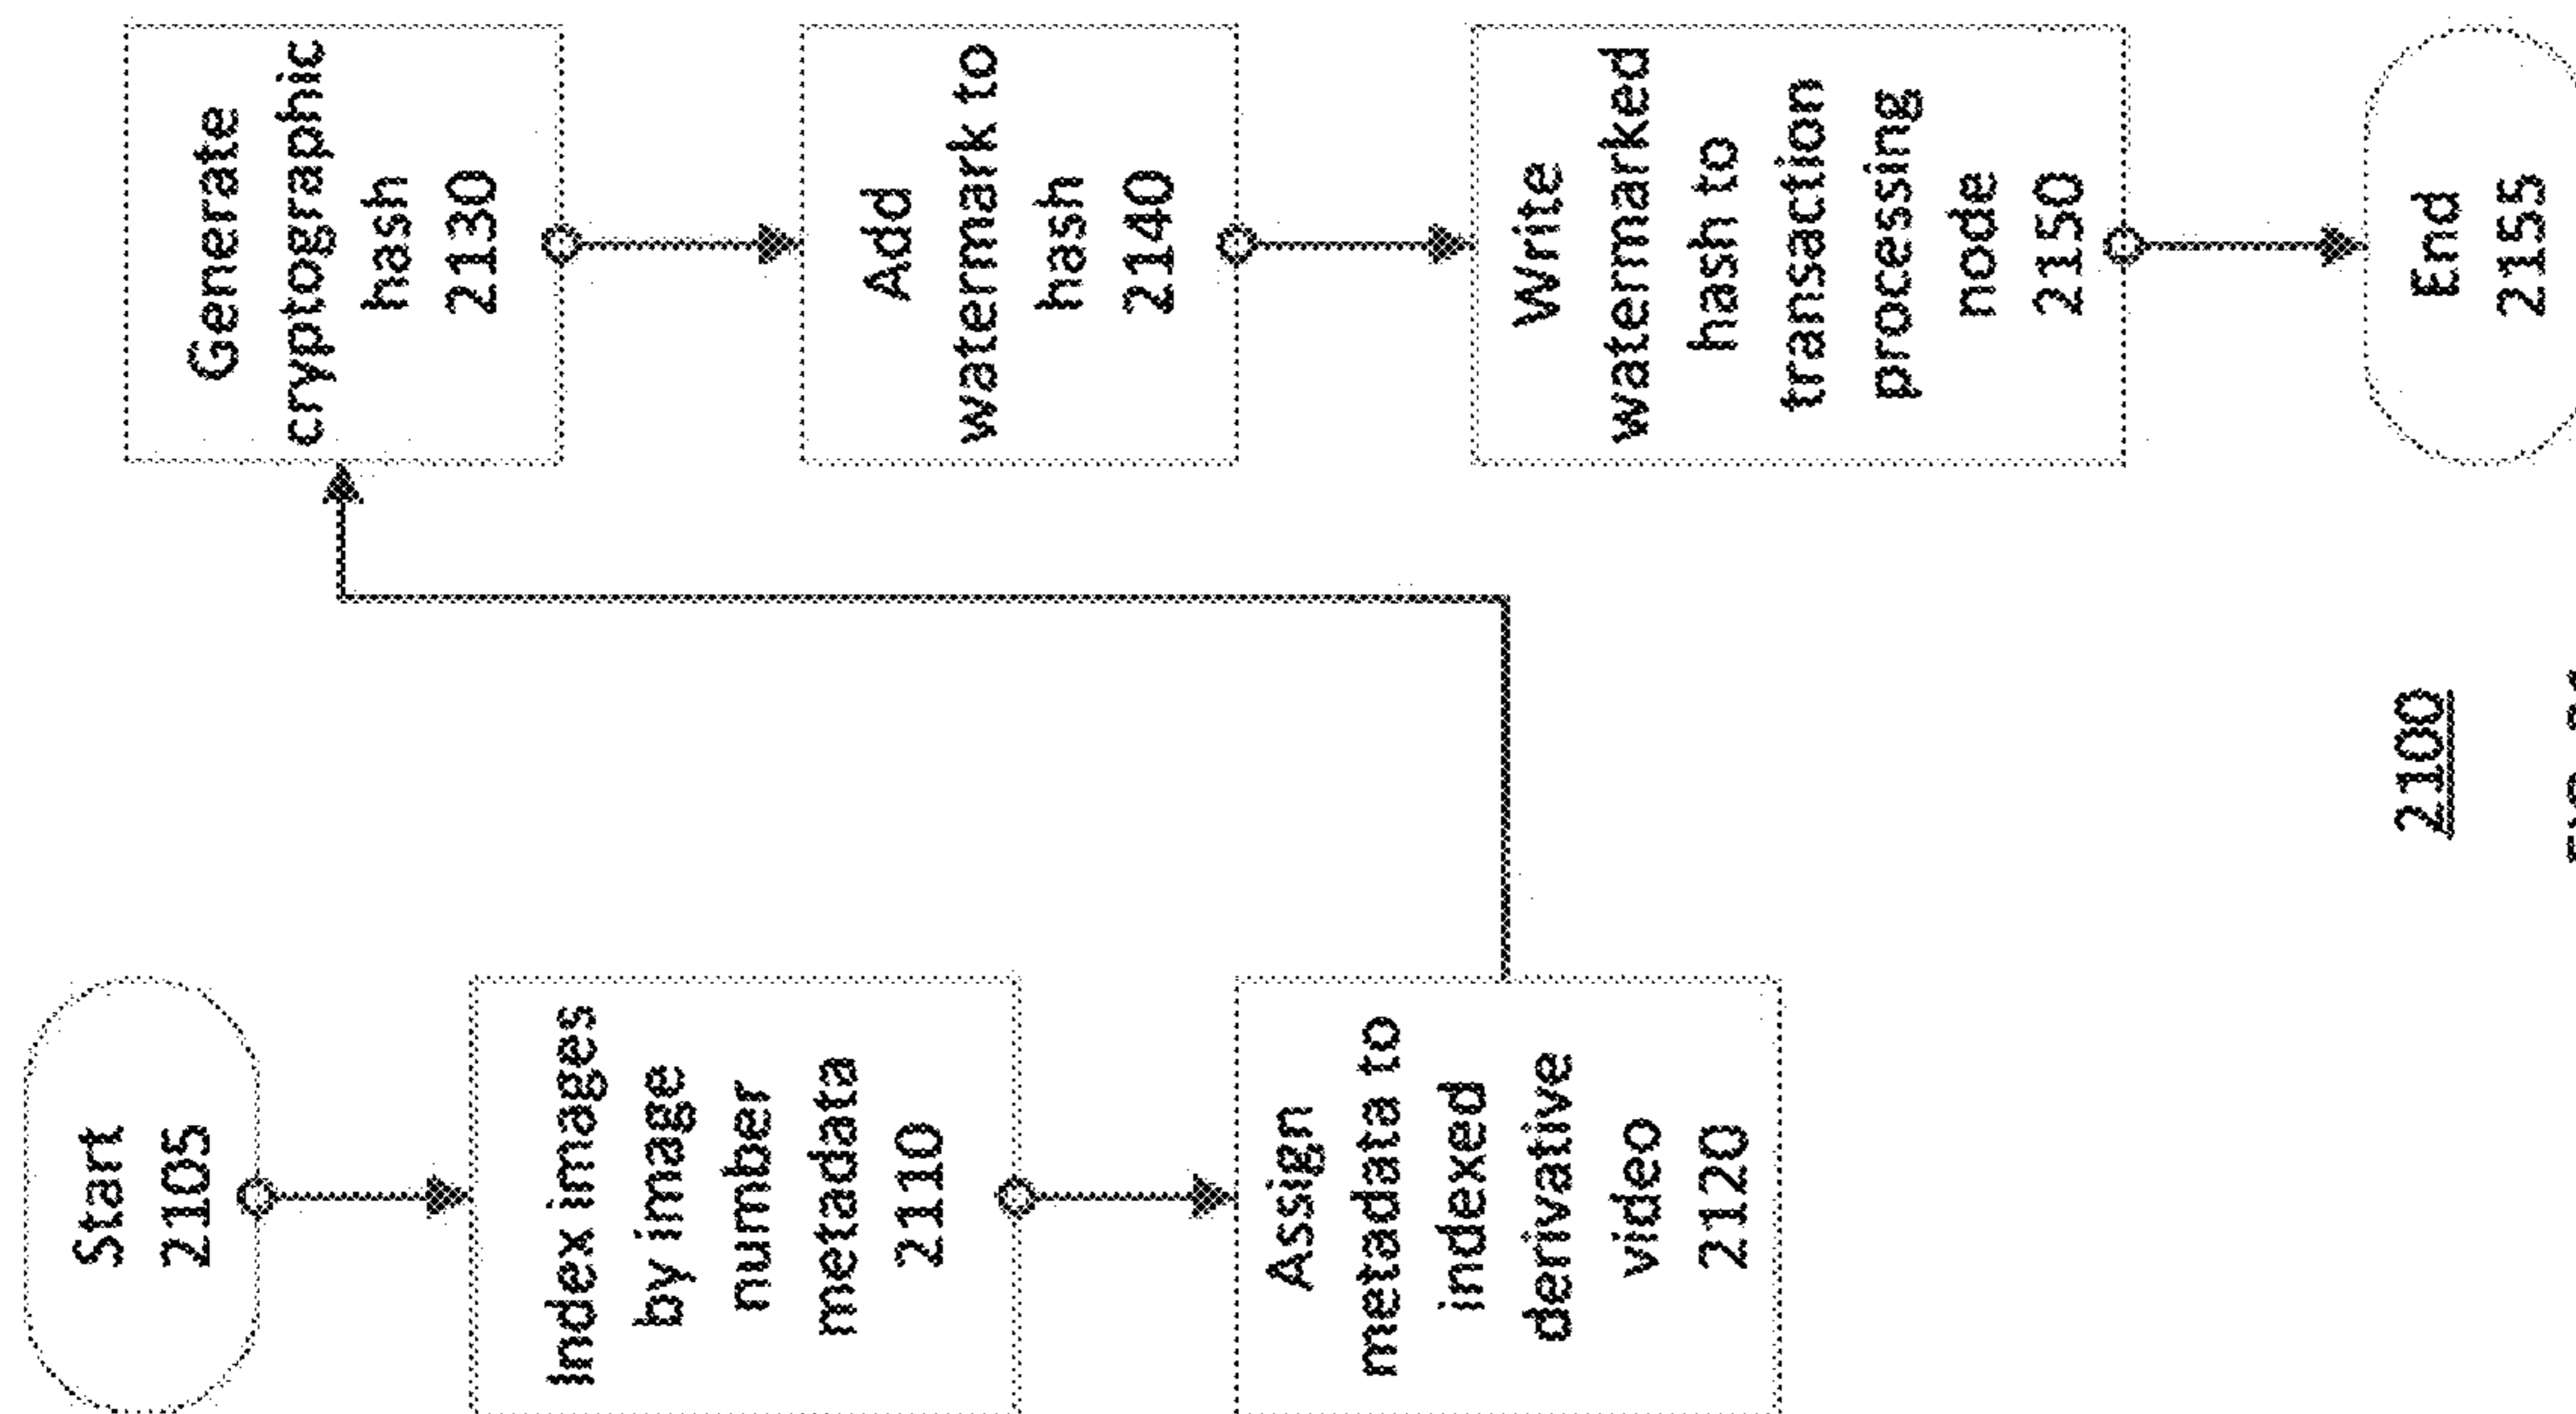 Start
2105
Index images
by image
number
metadata
2110
Assign
metadata to
indexed
derivative
video
2120
Generate
cryptographic
hash
2130
Add
watermark to
hash
2140
Write
watermarked
hash to
transaction
processing
node
2150
End
2155
2100